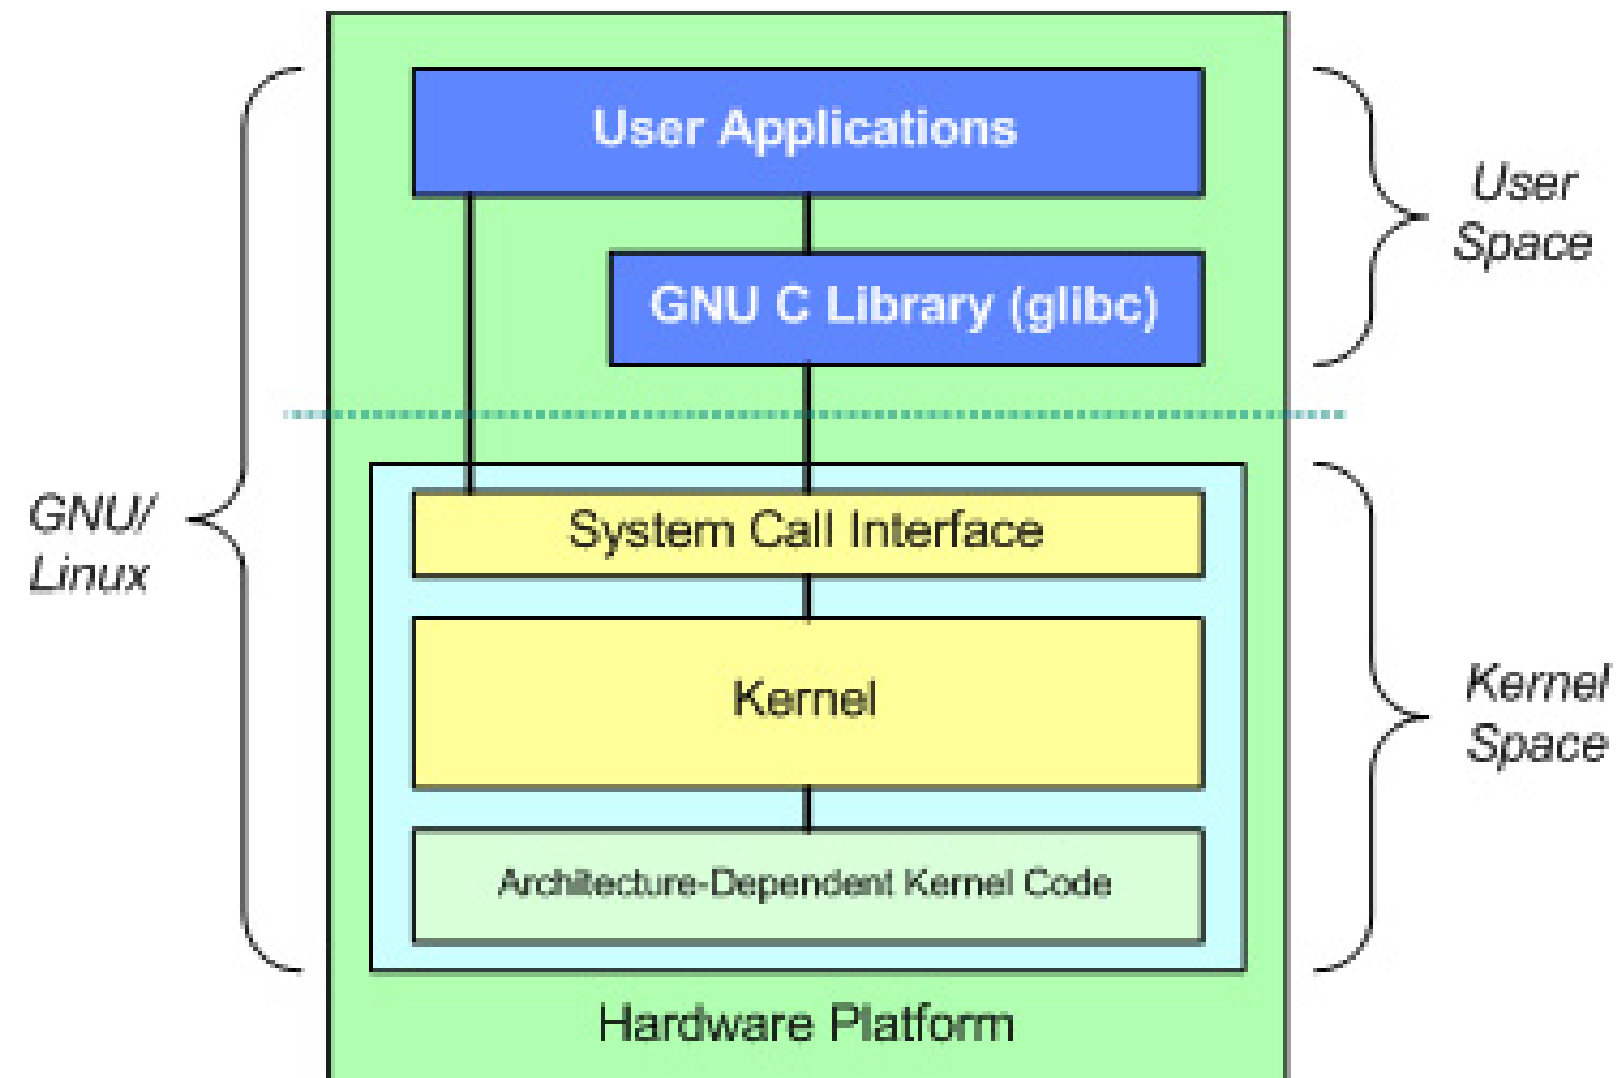 User Applications
GNU C Library (glibc)
User
Space
GNU/
Linux
System Call Interface
Kernel
Architecture-Dependent Kernel Code
Kernel
Space
Hardware Platform